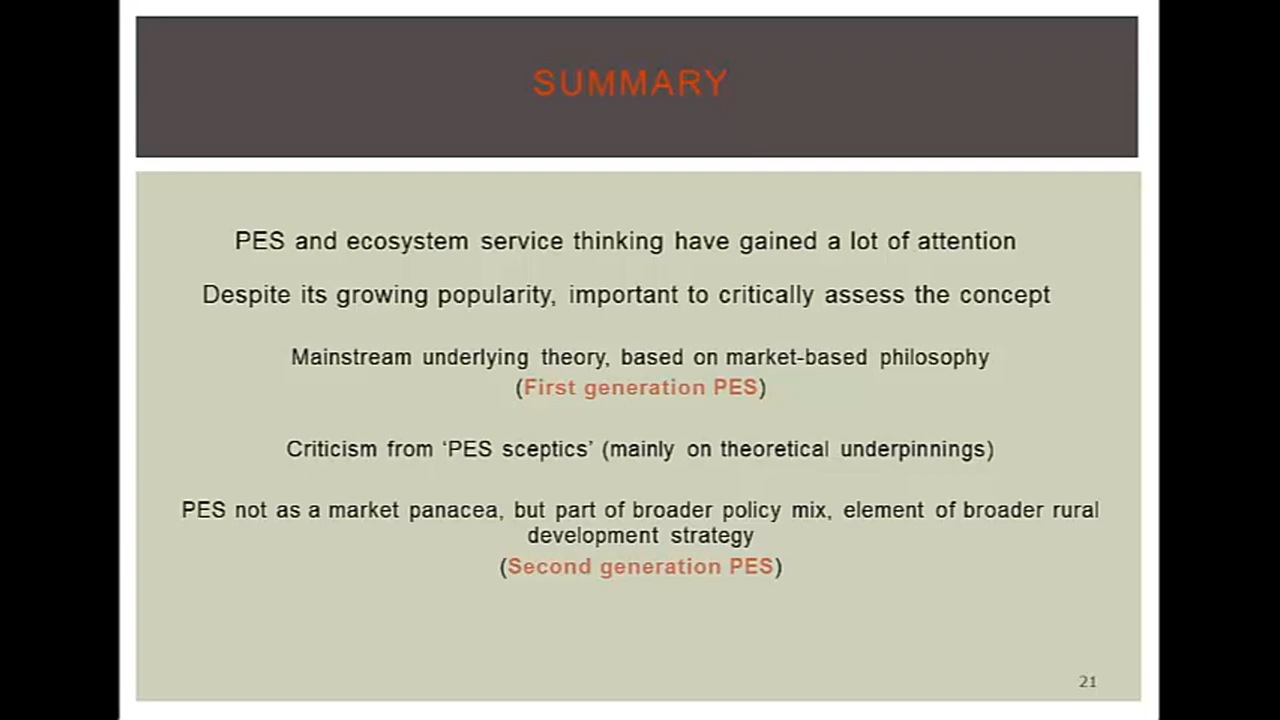 SUMMARY
PES and ecosystem service thinking have gained a lot of attention
Despite its growing popularity, important to critically assess the concept
Mainstream underlying theory, based on market-based philosophy
(First generation PES)
Criticism from ‘PES sceptics’ (mainly on theoretical underpinnings)
PES not as a market panacea, but part of broader policy mix, element of broader rural
development strategy
(Second generation PES)
21